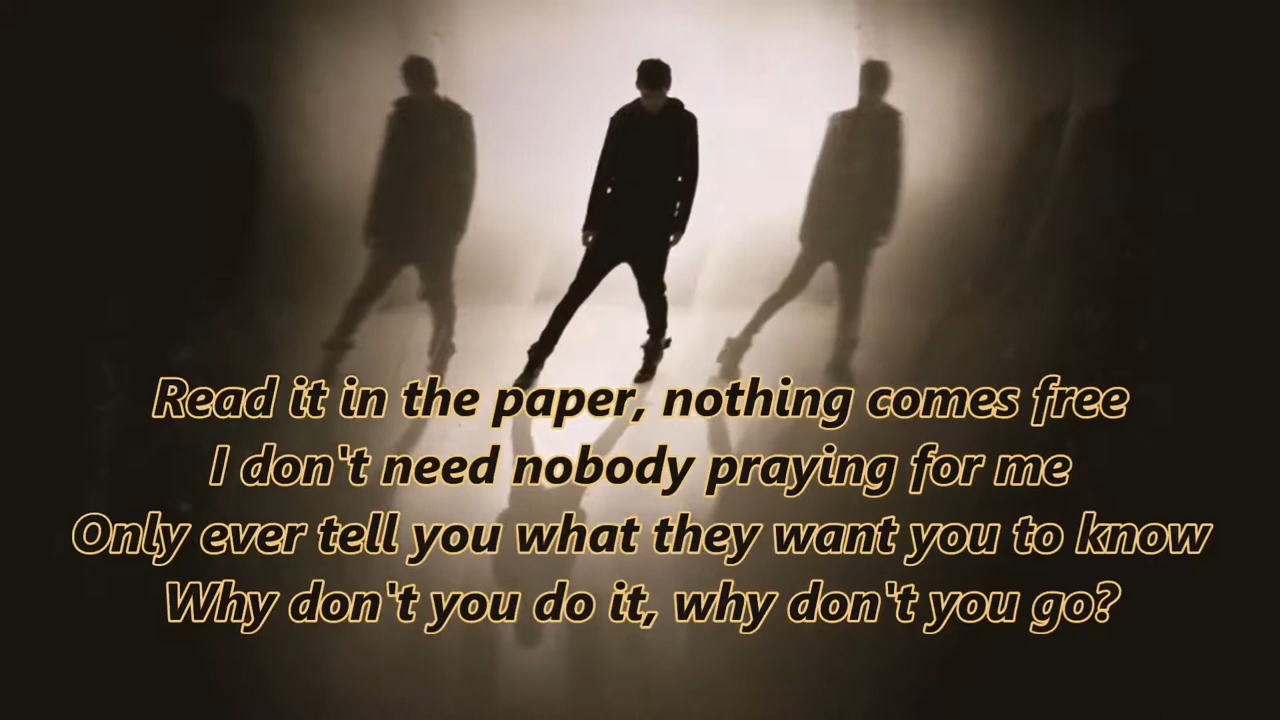 Read it in the paper, nothing comes free
I don't need nobody praying for me
Only ever tell you what they want you to know
Why don't you do it, why don't you go?